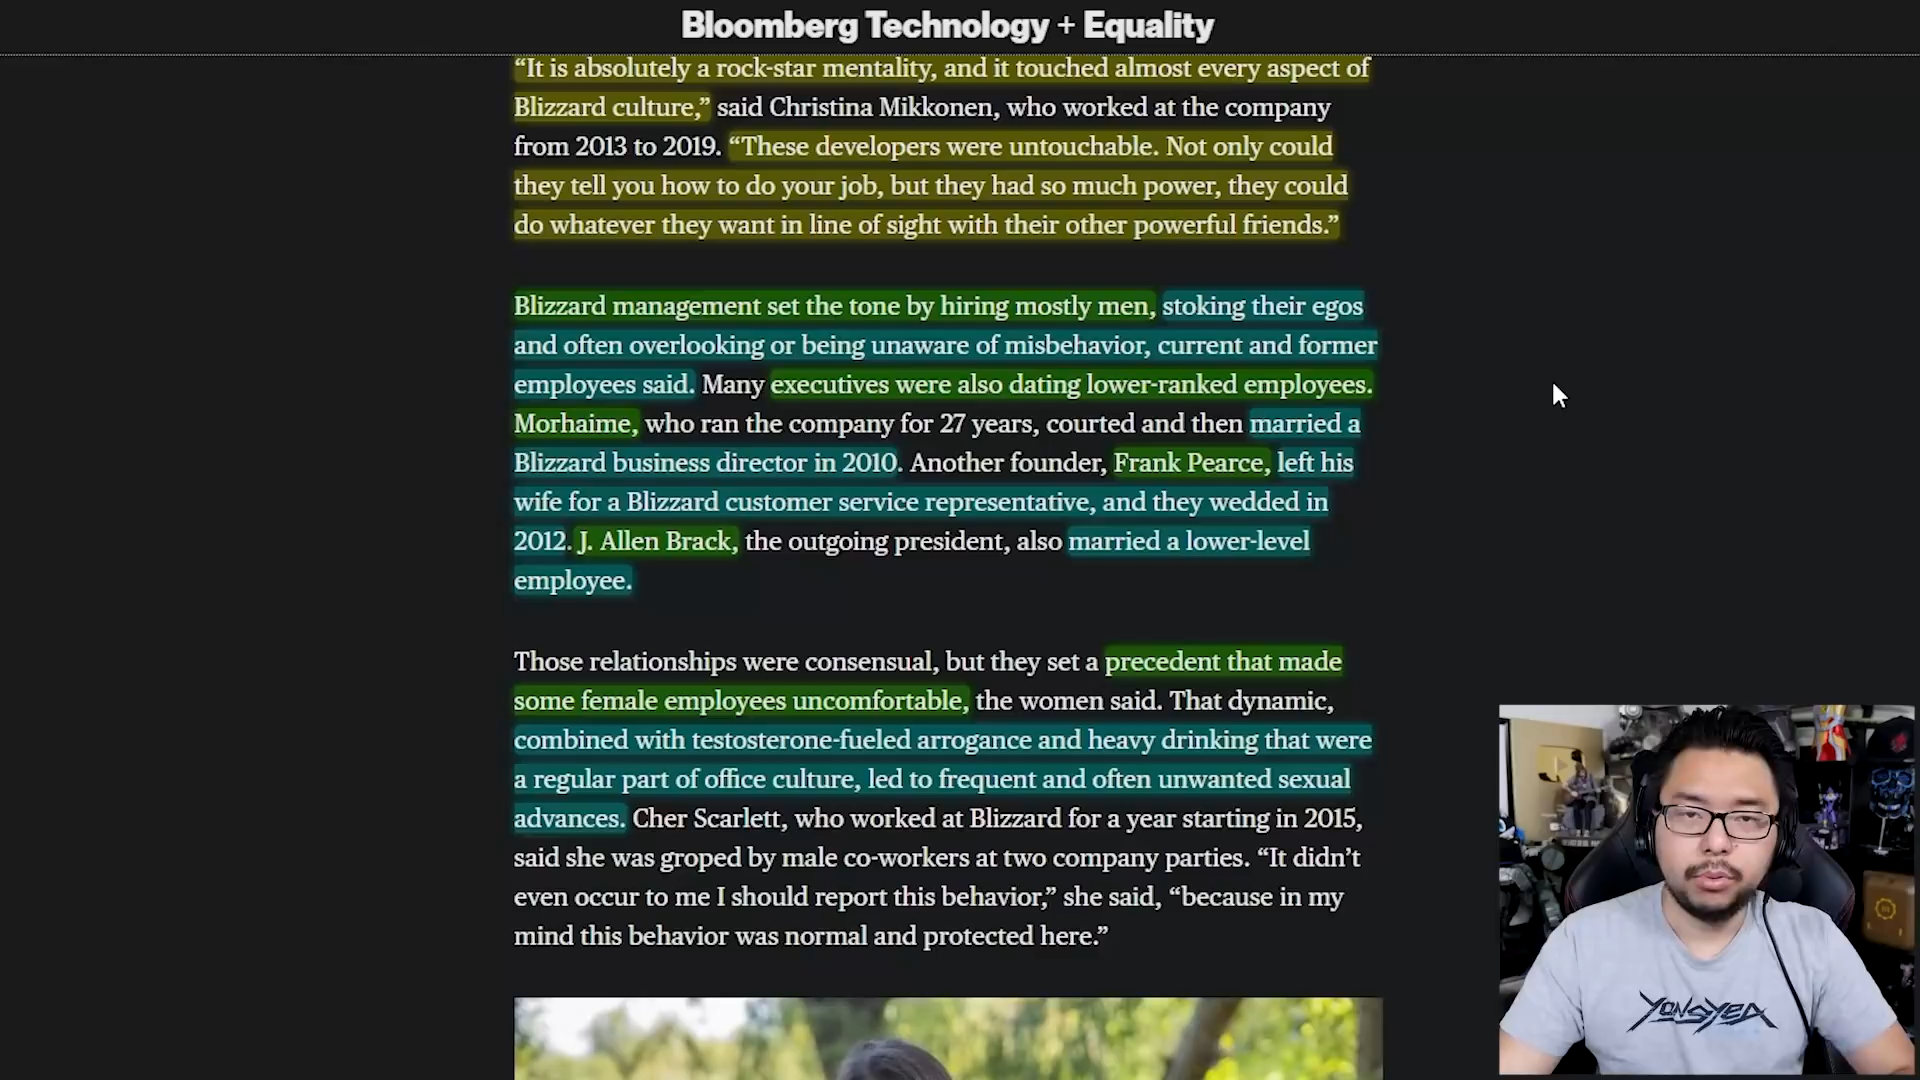 Bloomberg Technology + Equality
“It is absolutely a rock-star mentality, and it touched almost every aspect of
Blizzard culture,” said Christina Mikkonen, who worked at the company
from 2013 to 2019. “These developers were untouchable. Not only could
they tell you how to do your job, but they had so much power, they could
do whatever they want in line of sight with their other powerful friends.”
Blizzard management set the tone by hiring mostly men, stoking their egos
and often overlooking or being unaware of misbehavior, current and former
employees said. Many executives were also dating lower-ranked employees.
Morhaime, who ran the company for 27 years, courted and then married a
Blizzard business director in 2010. Another founder, Frank Pearce, left his
wife for a Blizzard customer service representative, and they wedded in
2012. J. Allen Brack, the outgoing president, also married a lower-level
employee.
Those relationships were consensual, but they set a precedent that made
some female employees uncomfortable, the women said. That dynamic,
combined with testosterone-fueled arrogance and heavy drinking that were
a regular part of office culture, led to frequent and often unwanted sexual
advances. Cher Scarlett, who worked at Blizzard for a year starting in 2015,
said she was groped by male co-workers at two company parties. “It didn’t
even occur to me I should report this behavior,” she said, “because in my
mind this behavior was normal and protected here.”
YONGYEA